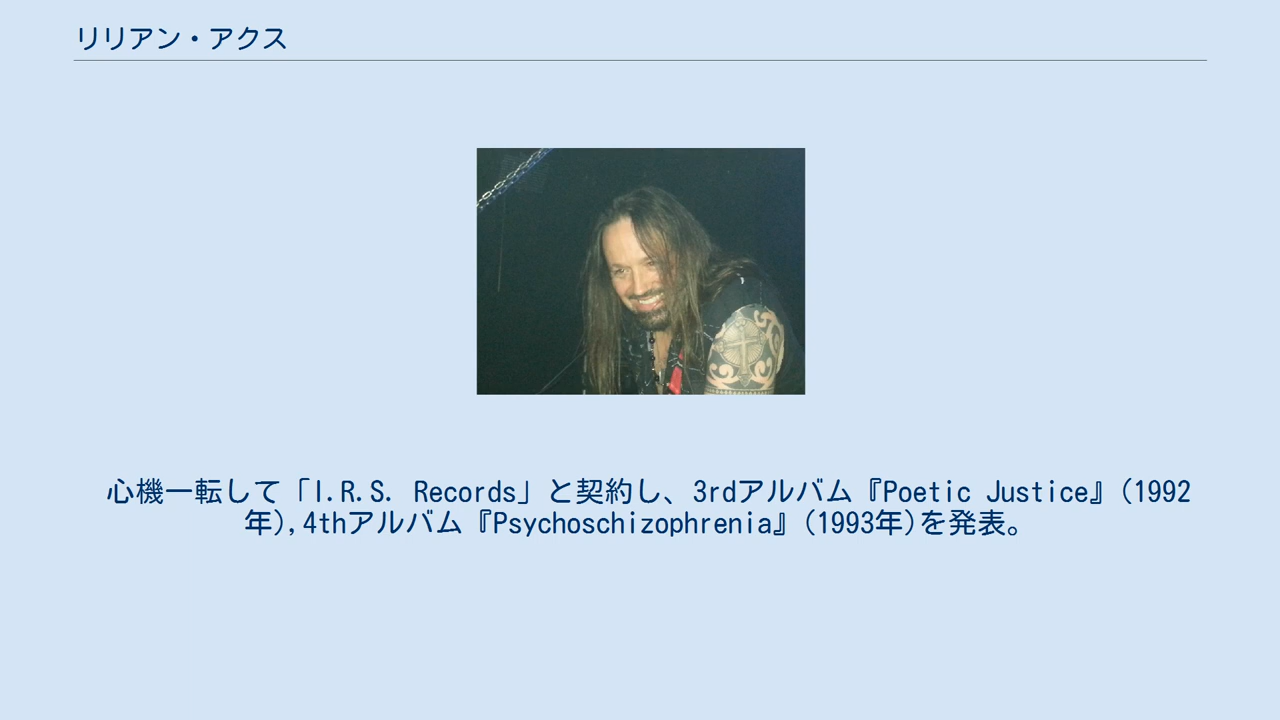 リリアン・アクス
心機一転して「I.R.S. Records」と契約し、3rdアルバム『Poetic Justice』(1992
年),4thアルバム『Psychoschizophrenia』(1993年)を発表。